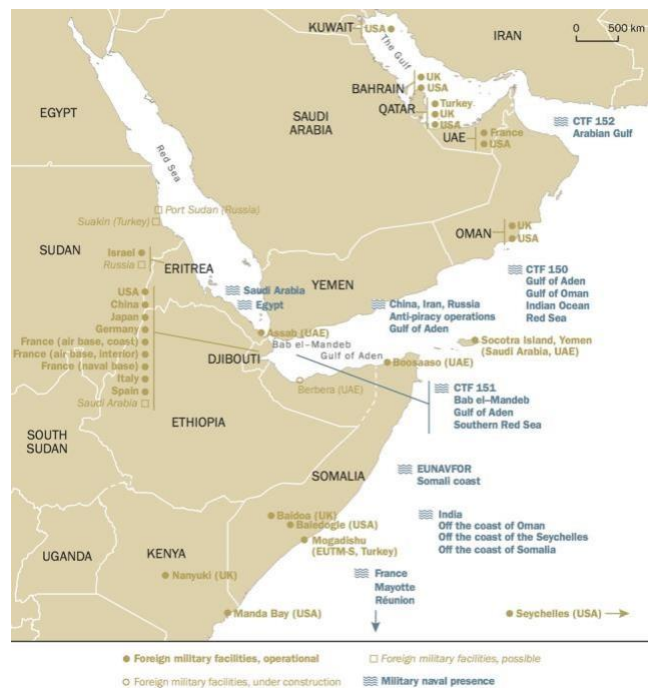 KUWAIT
USA
The Gulf
IRAN
0 500 km
EGYPT
SAUDI
ARABIA
BAHRAIN
UK
USA
QATAR
Turkey
UK
USA
UAE
France
USA
CTF 152
Arabian Gulf
Red Sea
Port Sudan (Russia)
Suakin (Turkey)
SUDAN
Israel
Russia
ERITREA
YEMEN
OMAN
UK
USA
CTF 150
Gulf of Aden
Gulf of Oman
Indian Ocean
Red Sea
Saudi Arabia
Egypt
China, Iran, Russia
Anti-piracy operations
Gulf of Aden
USA
China
Japan
Germany
France (air base, coast)
France (air base, interior)
France (naval base)
Italy
Spain
Saudi Arabia
Assab (UAE)
Bab el–Mandeb
Gulf of Aden
DJIBOUTI
Socotra Island, Yemen
(Saudi Arabia, UAE)
Boosaaso (UAE)
Berbera (UAE)
CTF 151
Bab el–Mandeb
Gulf of Aden
Southern Red Sea
ETHIOPIA
SOUTH
SUDAN
SOMALIA
EUNAVFOR
Somali coast
Baidoa (UK)
Baledogle (USA)
Mogadishu
(EUTM-S, Turkey)
India
Off the coast of Oman
Off the coast of the Seychelles
Off the coast of Somalia
UGANDA
KENYA
Nanyuki (UK)
France
Mayotte
Réunion
Manda Bay (USA)
Seychelles (USA)
Foreign military facilities, operational
Foreign military facilities, possible
Foreign military facilities, under construction
Military naval presence